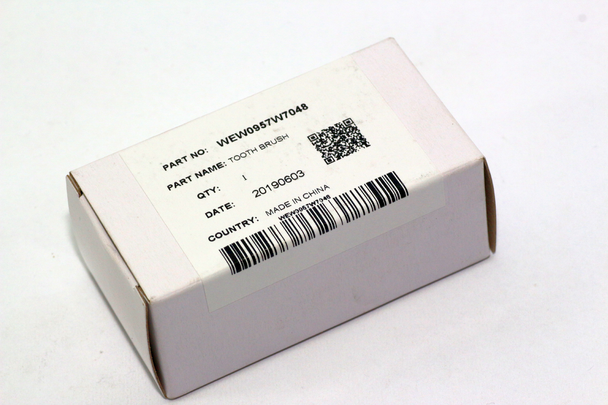 PART NO: WEW0957W7048
PART NAME: TOOTH BRUSH
QTY: 1
DATE: 20190603
COUNTRY: MADE IN CHINA
WEW0957W7048